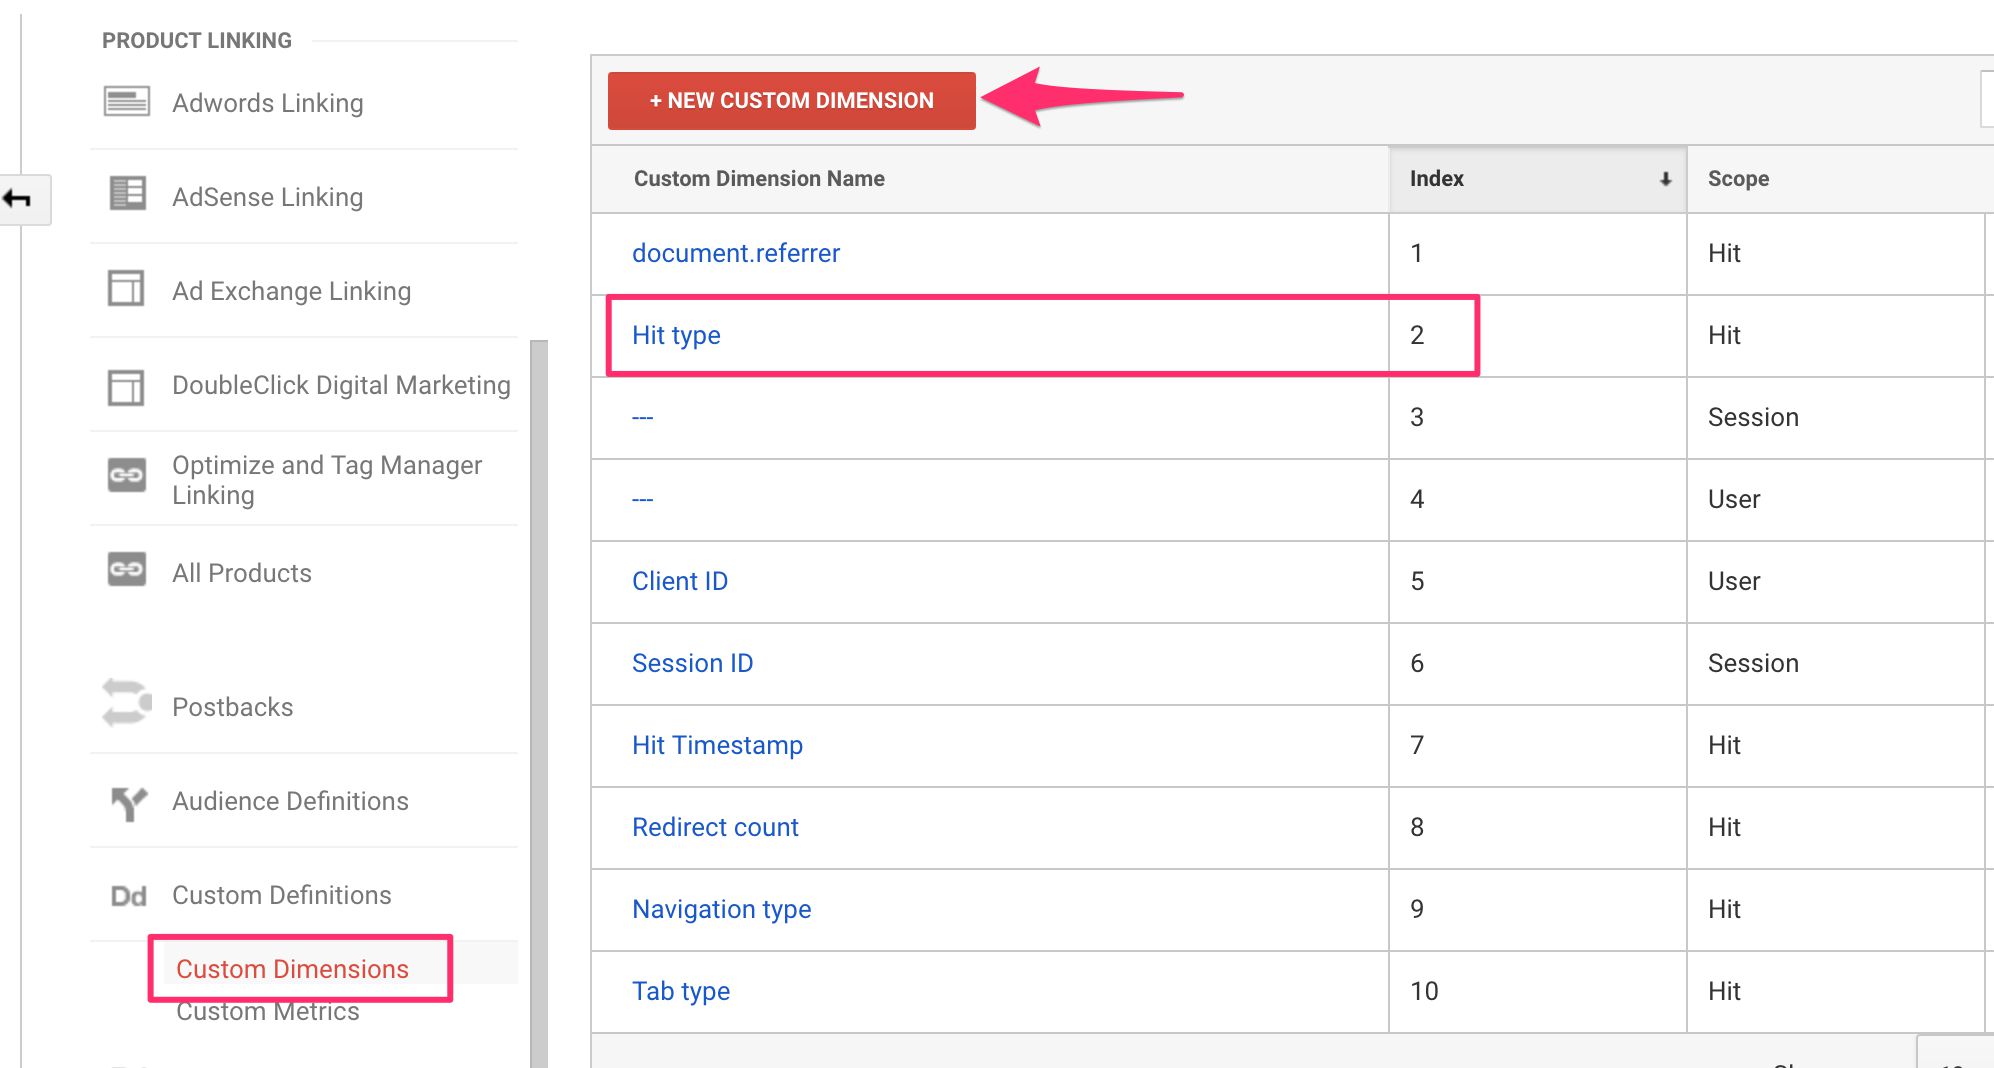 PRODUCT LINKING
Adwords Linking
AdSense Linking
Ad Exchange Linking
DoubleClick Digital Marketing
Optimize and Tag Manager
Linking
All Products
Postbacks
Audience Definitions
Dd Custom Definitions
Custom Dimensions
Custom Metrics
+ NEW CUSTOM DIMENSION
Custom Dimension Name Index Scope
document.referrer 1 Hit
Hit type 2 Hit
--- 3 Session
--- 4 User
Client ID 5 User
Session ID 6 Session
Hit Timestamp 7 Hit
Redirect count 8 Hit
Navigation type 9 Hit
Tab type 10 Hit